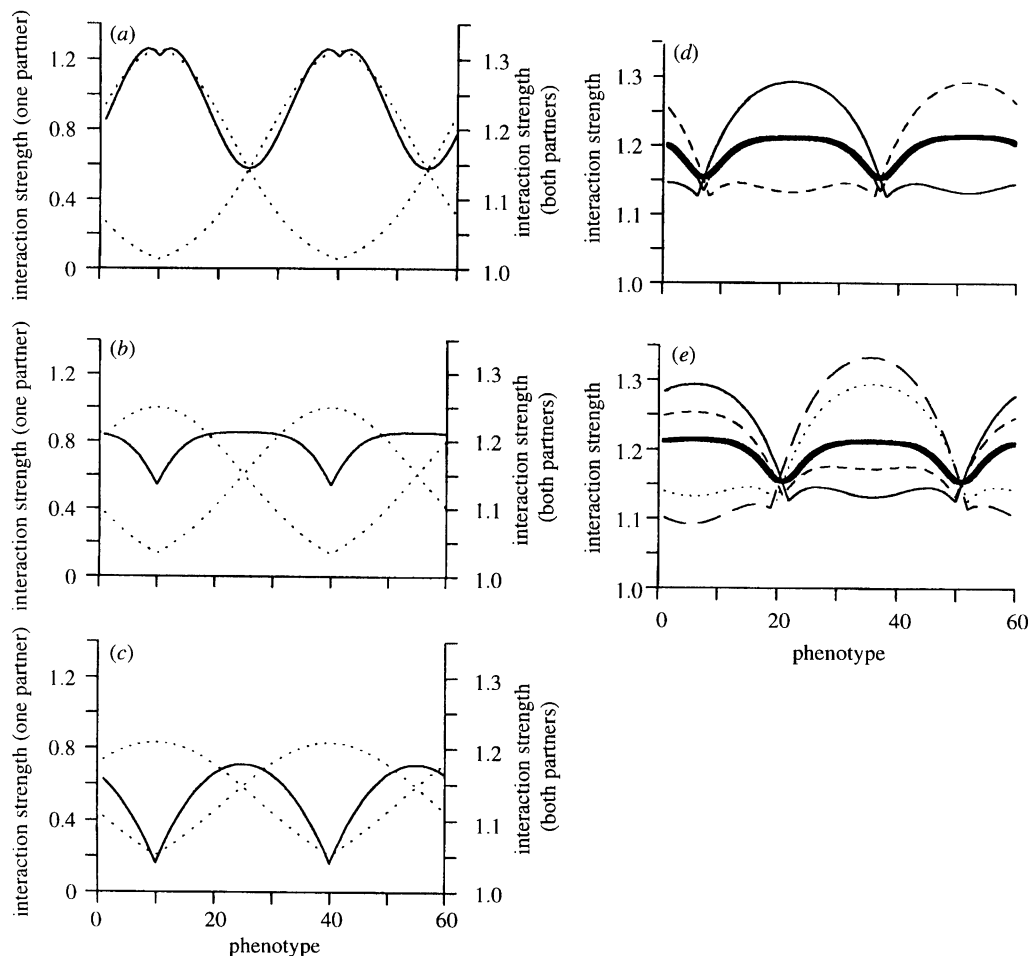 (a)
interaction strength (one partner)
1.2
0.8
0.4
0
1.3
1.2
1.1
1.0
interaction strength
(both partners)
(b)
interaction strength (one partner)
1.2
0.8
0.4
0
1.3
1.2
1.1
1.0
interaction strength
(both partners)
(c)
interaction strength (one partner)
1.2
0.8
0.4
0
1.3
1.2
1.1
1.0
interaction strength
(both partners)
0 20 40 60
phenotype
(d)
interaction strength
1.3
1.2
1.1
1.0
(e)
interaction strength
1.3
1.2
1.1
1.0
0 20 40 60
phenotype